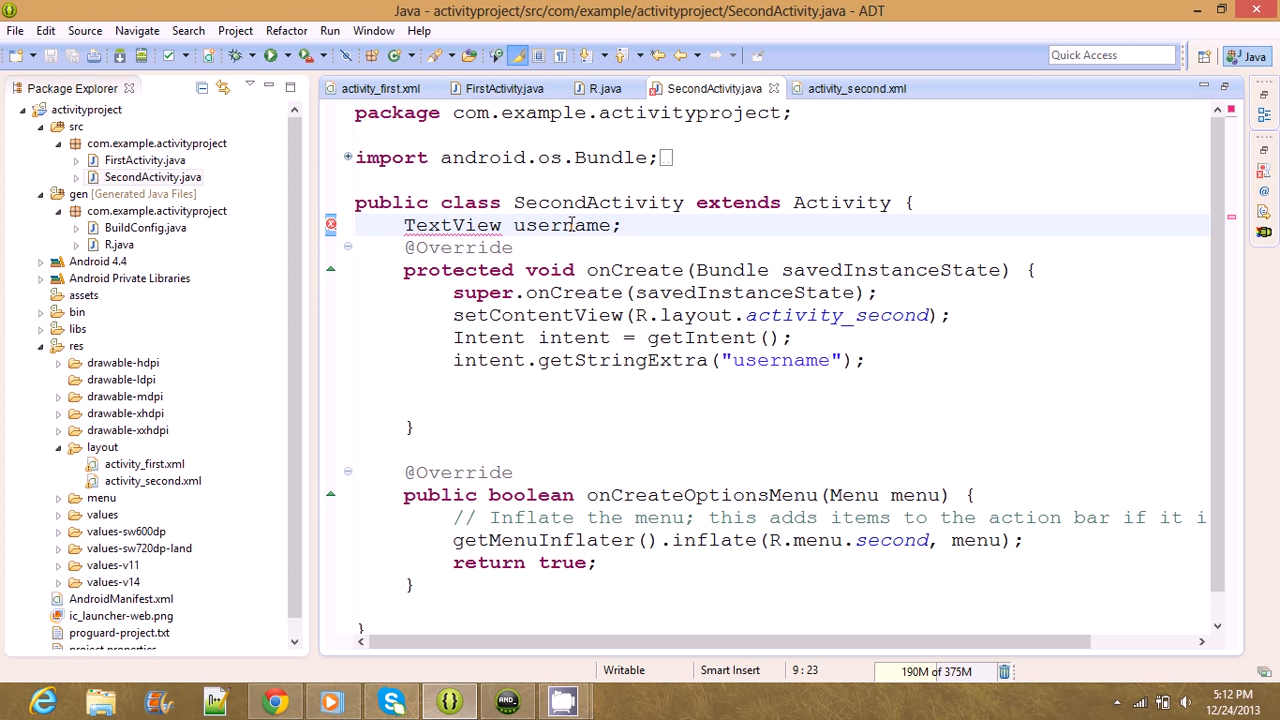 Java - activityproject/src/com/example/activityproject/SecondActivity.java - ADT
File Edit Source Navigate Search Project Refactor Run Window Help
Quick Access
Java
Package Explorer
activityproject
src
com.example.activityproject
FirstActivity.java
SecondActivity.java
gen [Generated Java Files]
com.example.activityproject
BuildConfig.java
R.java
Android 4.4
Android Private Libraries
assets
bin
libs
res
drawable-hdpi
drawable-ldpi
drawable-mdpi
drawable-xhdpi
drawable-xxhdpi
layout
activity_first.xml
activity_second.xml
menu
values
values-sw600dp
values-sw720dp-land
values-v11
values-v14
AndroidManifest.xml
ic_launcher-web.png
proguard-project.txt
project.properties
activity_first.xml FirstActivity.java R.java SecondActivity.java activity_second.xml
package com.example.activityproject;
import android.os.Bundle;
public class SecondActivity extends Activity {
TextView username;
@Override
protected void onCreate(Bundle savedInstanceState) {
super.onCreate(savedInstanceState);
setContentView(R.layout.activity_second);
Intent intent = getIntent();
intent.getStringExtra("username");
}
@Override
public boolean onCreateOptionsMenu(Menu menu) {
// Inflate the menu; this adds items to the action bar if it i
getMenuInflater().inflate(R.menu.second, menu);
return true;
}
}
Writable Smart Insert 9 : 23 190M of 375M
5:12 PM
12/24/2013